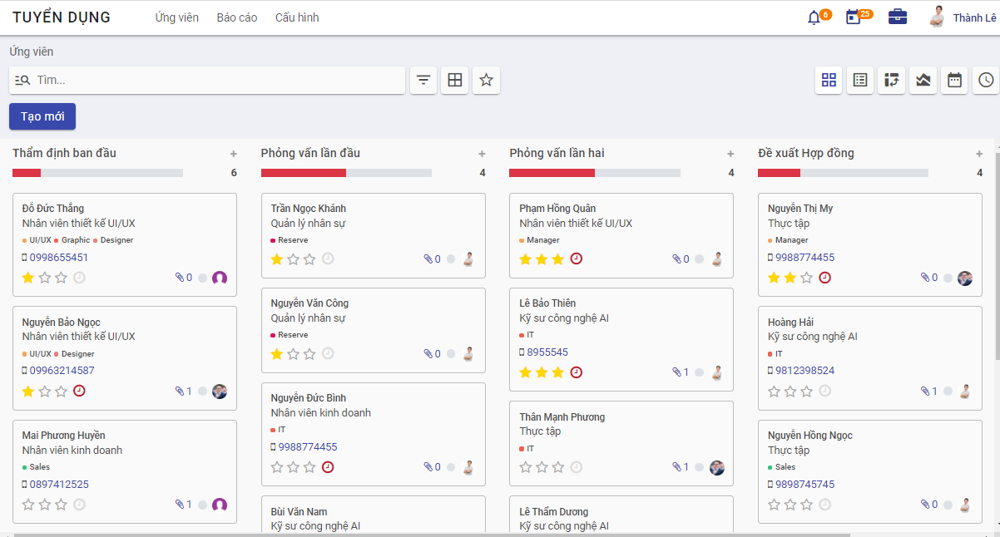 TUYỂN DỤNG
Ứng viên
Báo cáo
Cấu hình
6
25
Thành Lê
Ứng viên
Tìm...
Tạo mới
Thẩm định ban đầu
+
6
Đỗ Đức Thắng
Nhân viên thiết kế UI/UX
UI/UX Graphic Designer
0998655451
0
Nguyễn Bảo Ngọc
Nhân viên thiết kế UI/UX
UI/UX Designer
09963214587
1
Mai Phương Huyền
Nhân viên kinh doanh
Sales
0897412525
1
Phỏng vấn lần đầu
+
4
Trần Ngọc Khánh
Quản lý nhân sự
Reserve
0
Nguyễn Văn Công
Quản lý nhân sự
Reserve
0
Nguyễn Đức Bình
Nhân viên kinh doanh
IT
9988774455
0
Bùi Văn Nam
Kỹ sư công nghệ AI
Phỏng vấn lần hai
+
4
Phạm Hồng Quân
Nhân viên thiết kế UI/UX
Manager
0
Lê Bảo Thiên
Kỹ sư công nghệ AI
IT
8955545
1
Thân Mạnh Phương
Thực tập
IT
1
Lê Thẩm Dương
Kỹ sư công nghệ AI
Đề xuất Hợp đồng
+
4
Nguyễn Thị My
Thực tập
Manager
9988774455
0
Hoàng Hải
Kỹ sư công nghệ AI
IT
9812398524
1
Nguyễn Hồng Ngọc
Thực tập
Sales
9898745745
0